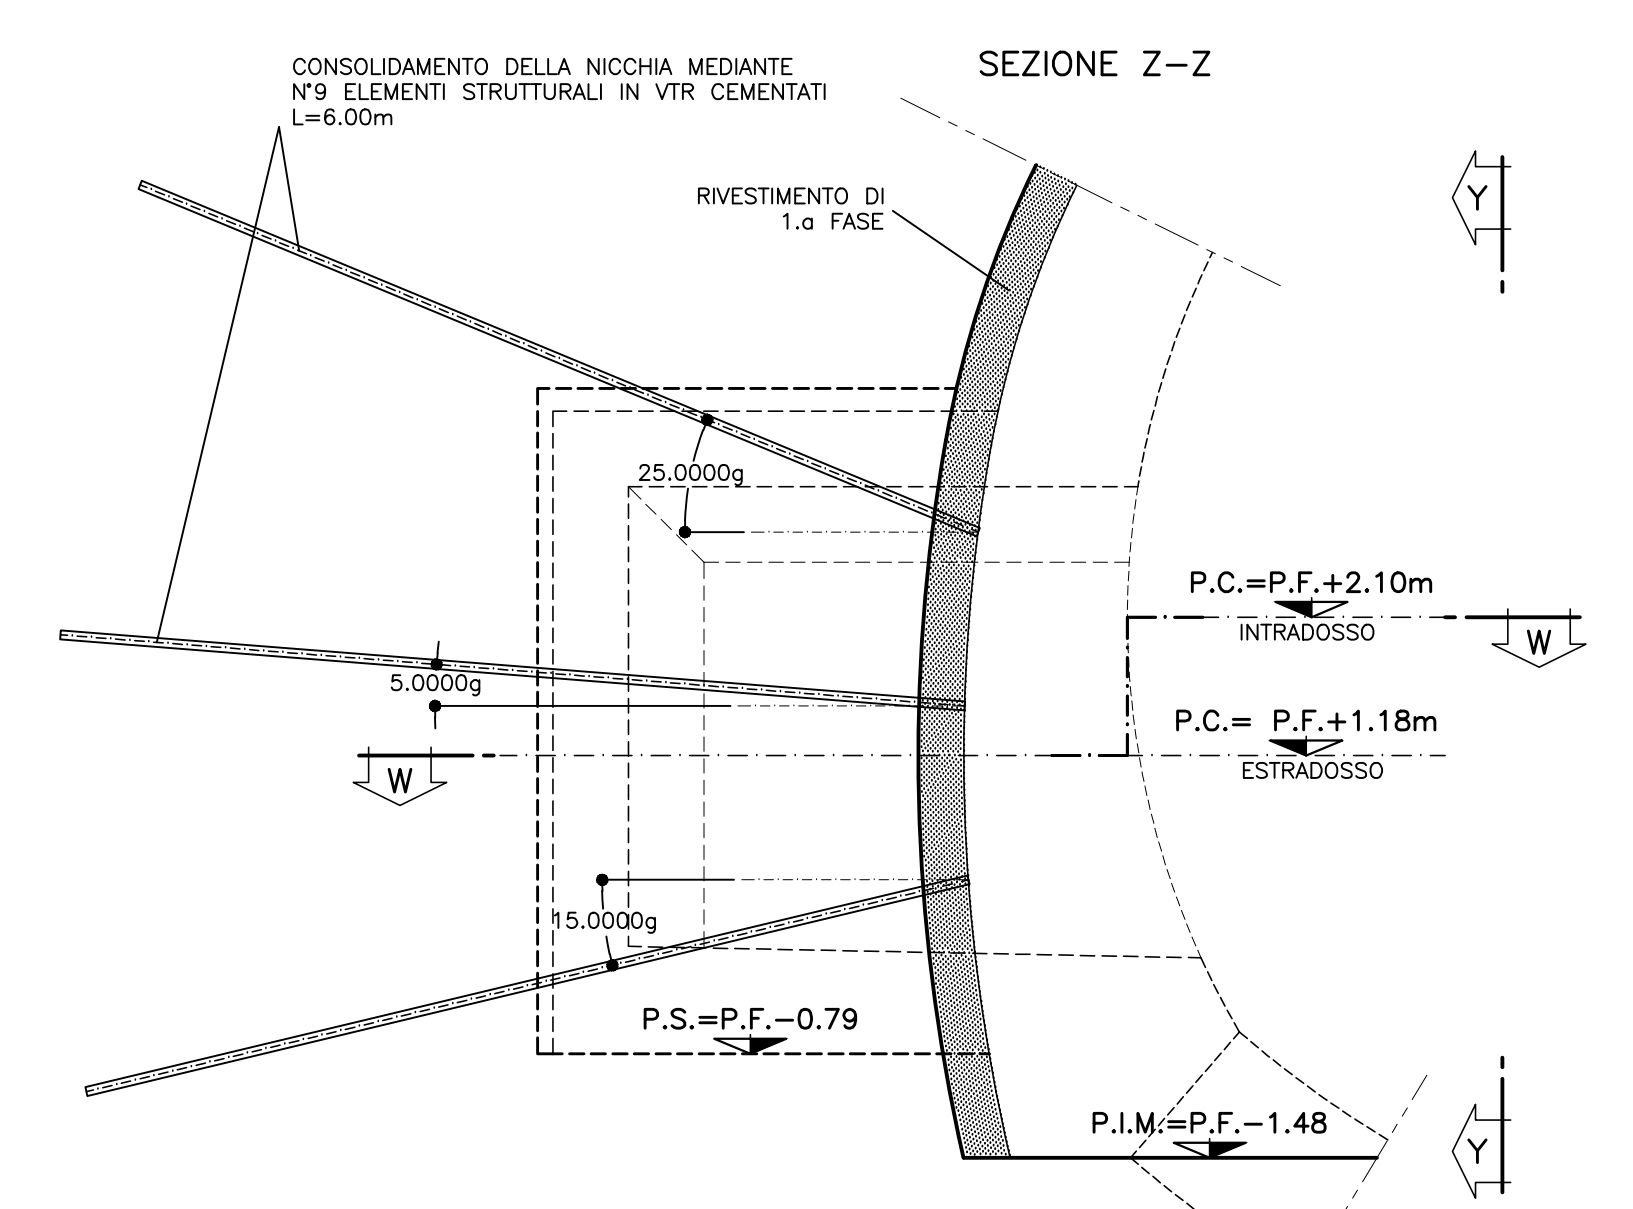 SEZIONE Z-Z
CONSOLIDAMENTO DELLA NICCHIA MEDIANTE
N°9 ELEMENTI STRUTTURALI IN VTR CEMENTATI
L=6.00m
RIVESTIMENTO DI
1.a FASE
Y
25.0000g
P.C.=P.F.+2.10m
INTRADOSSO
W
5.0000g
P.C.= P.F.+1.18m
ESTRADOSSO
W
15.0000g
P.S.=P.F.-0.79
P.I.M.=P.F.-1.48
Y